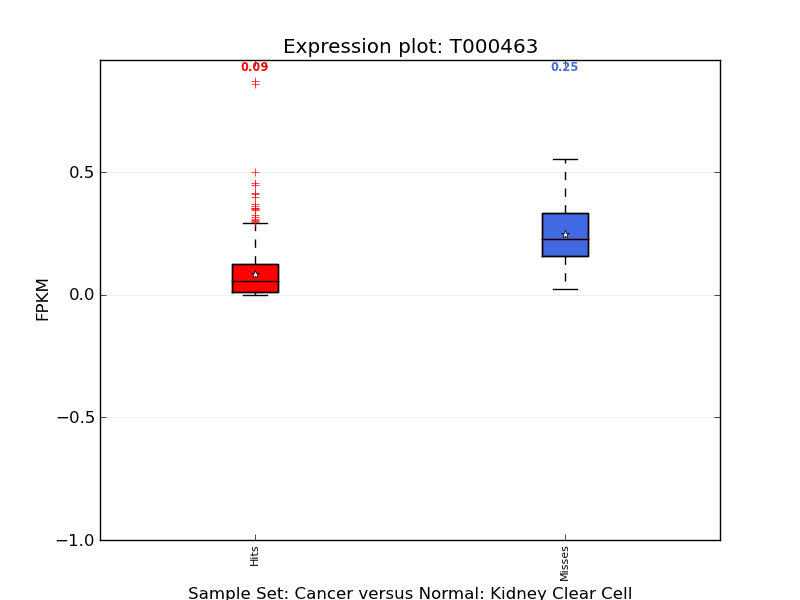 Expression plot: T000463
0.09
0.25
0.5
0.0
−0.5
−1.0
FPKM
Hits
Misses
Sample Set: Cancer versus Normal: Kidney Clear Cell